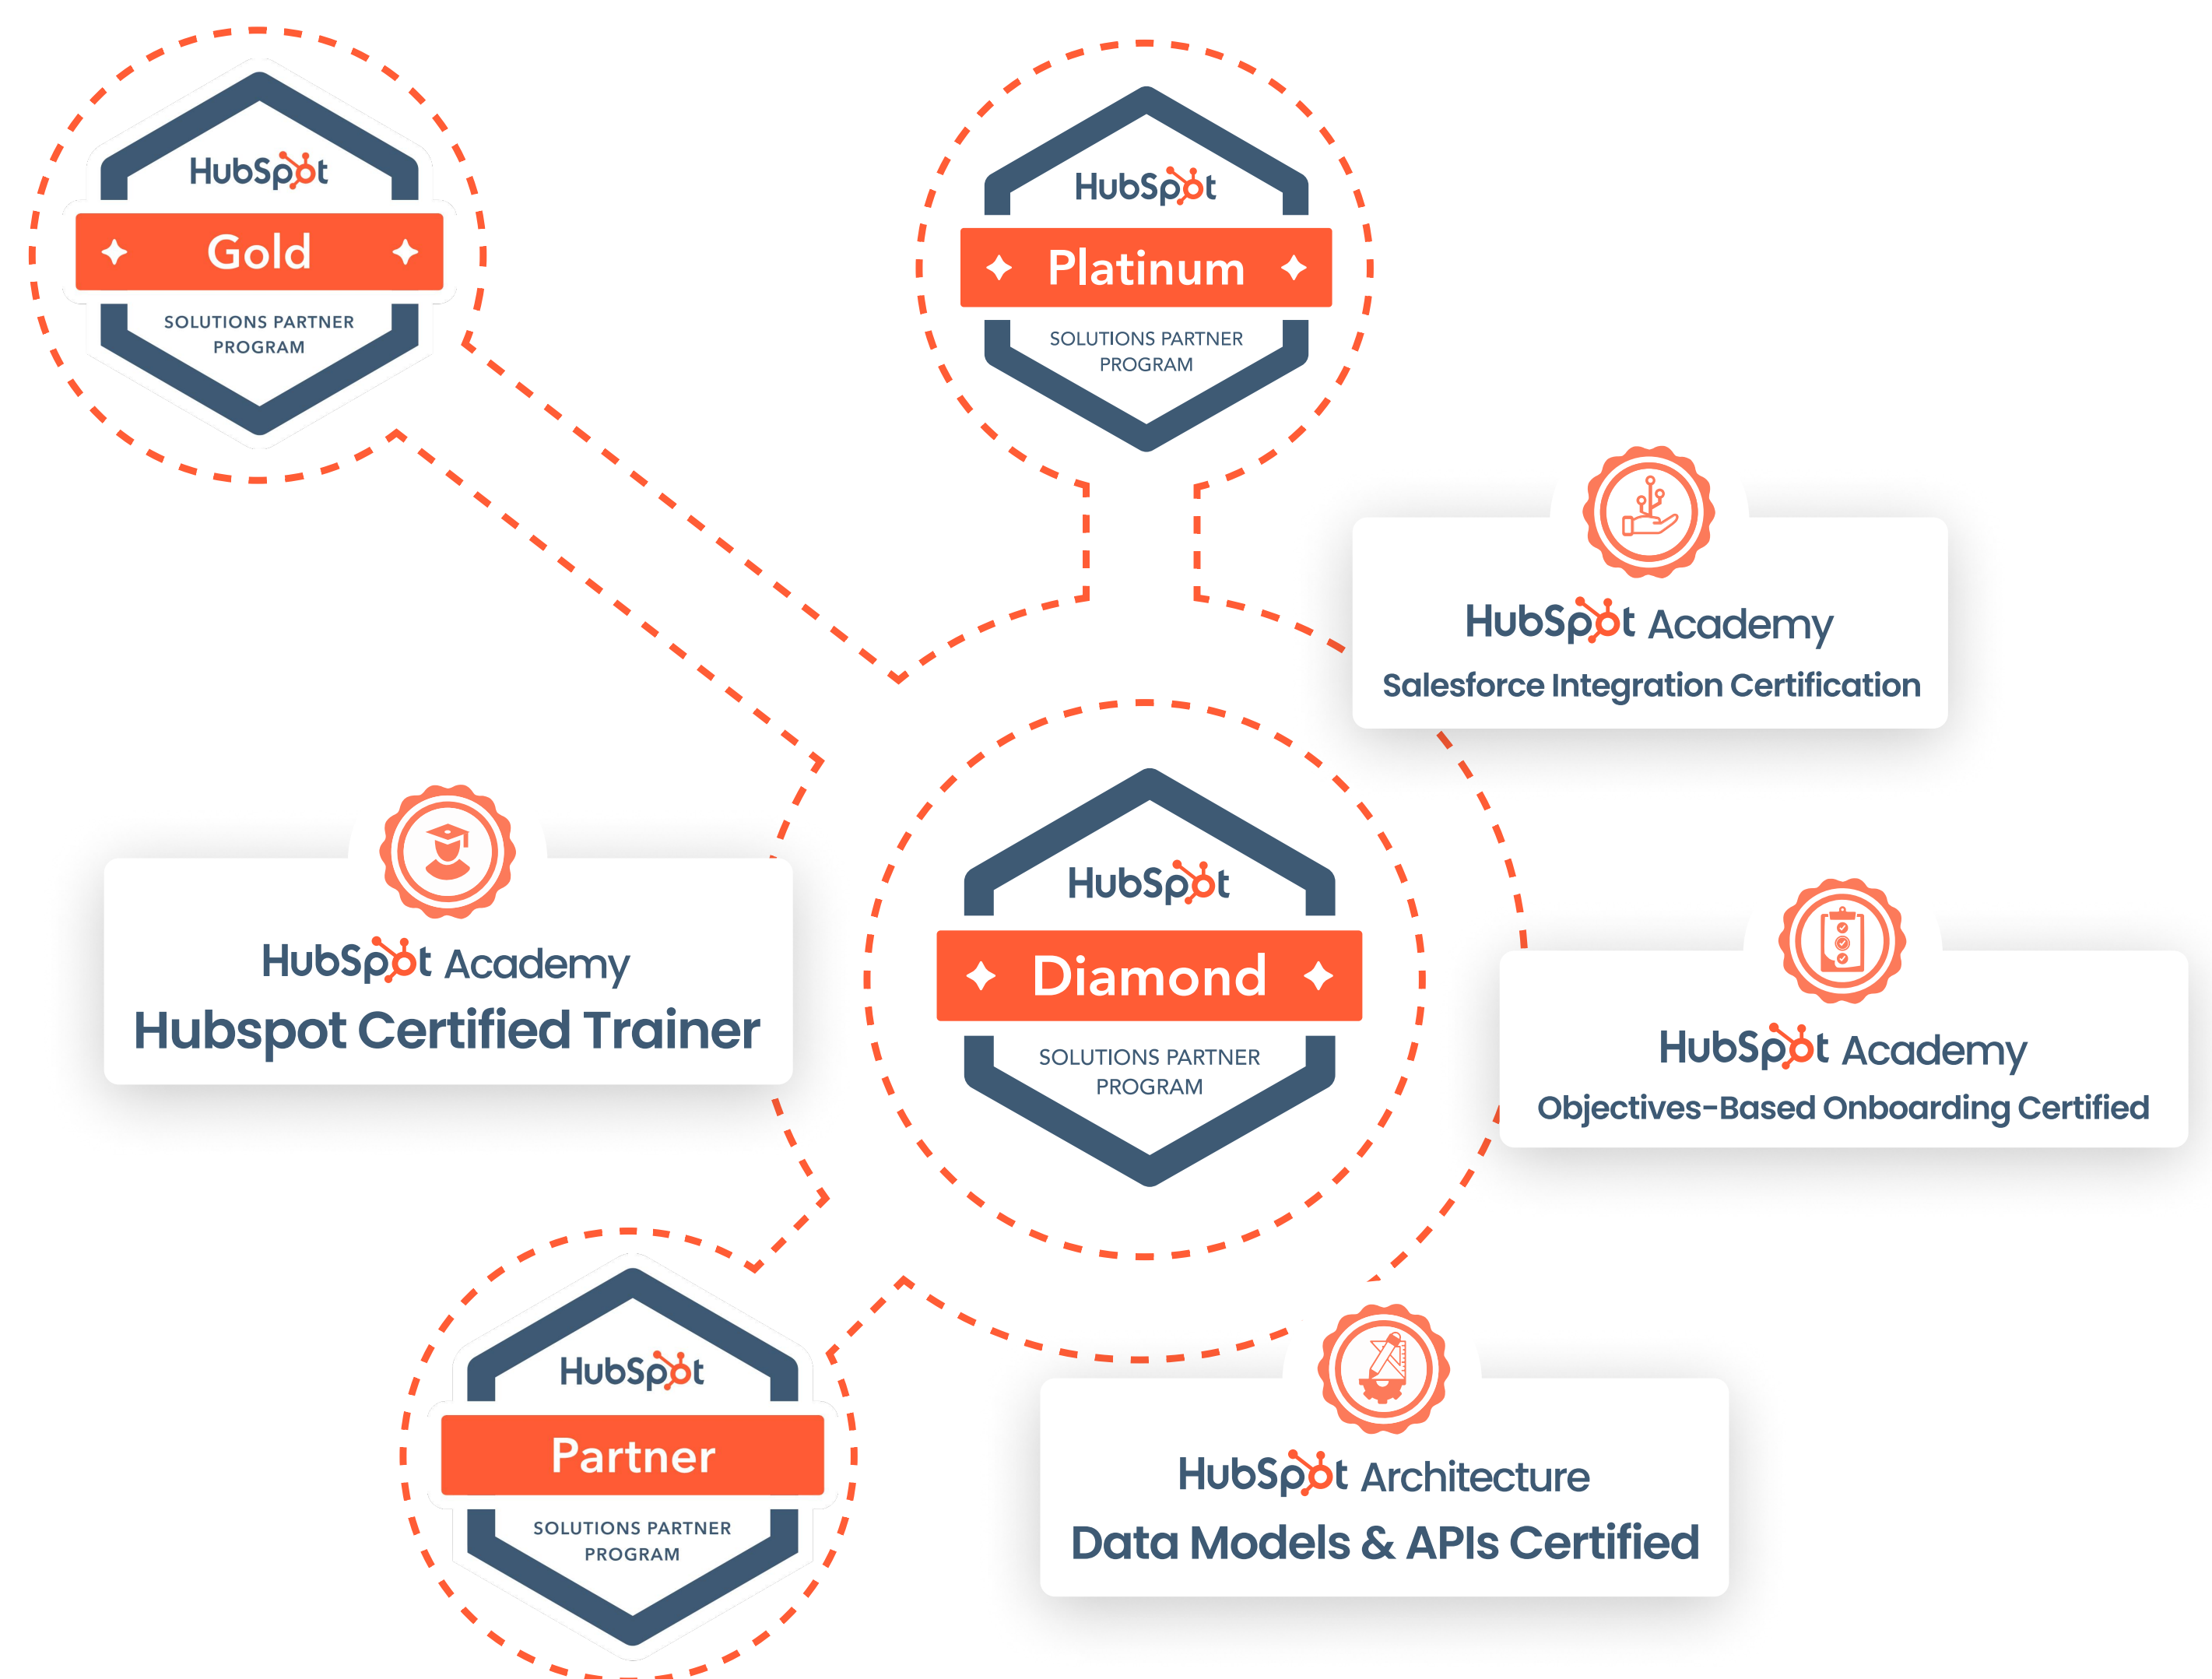 HubSpot
Gold
SOLUTIONS PARTNER
PROGRAM
HubSpot
Platinum
SOLUTIONS PARTNER
PROGRAM
HubSpot Academy
Salesforce Integration Certification
HubSpot Academy
Hubspot Certified Trainer
HubSpot
Diamond
SOLUTIONS PARTNER
PROGRAM
HubSpot Academy
Objectives-Based Onboarding Certified
HubSpot
Partner
SOLUTIONS PARTNER
PROGRAM
HubSpot Architecture
Data Models & APIs Certified